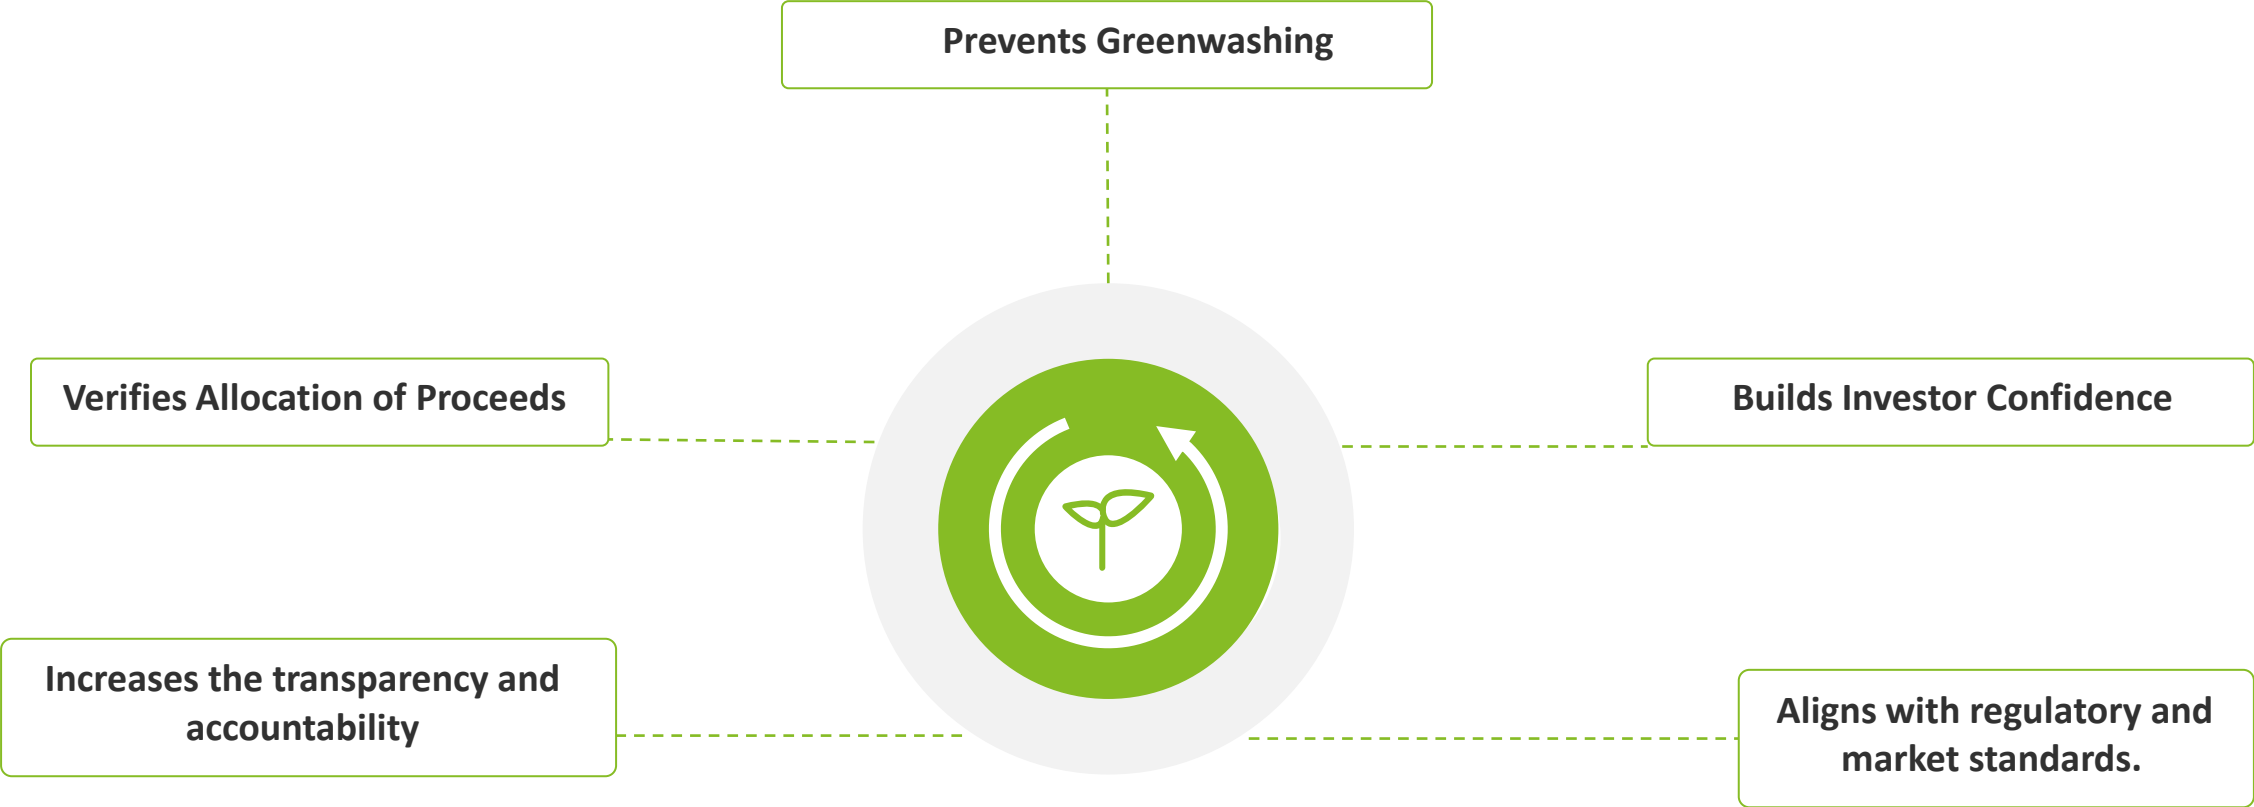 Prevents Greenwashing
Verifies Allocation of Proceeds
Builds Investor Confidence
Increases the transparency and
accountability
Aligns with regulatory and
market standards.